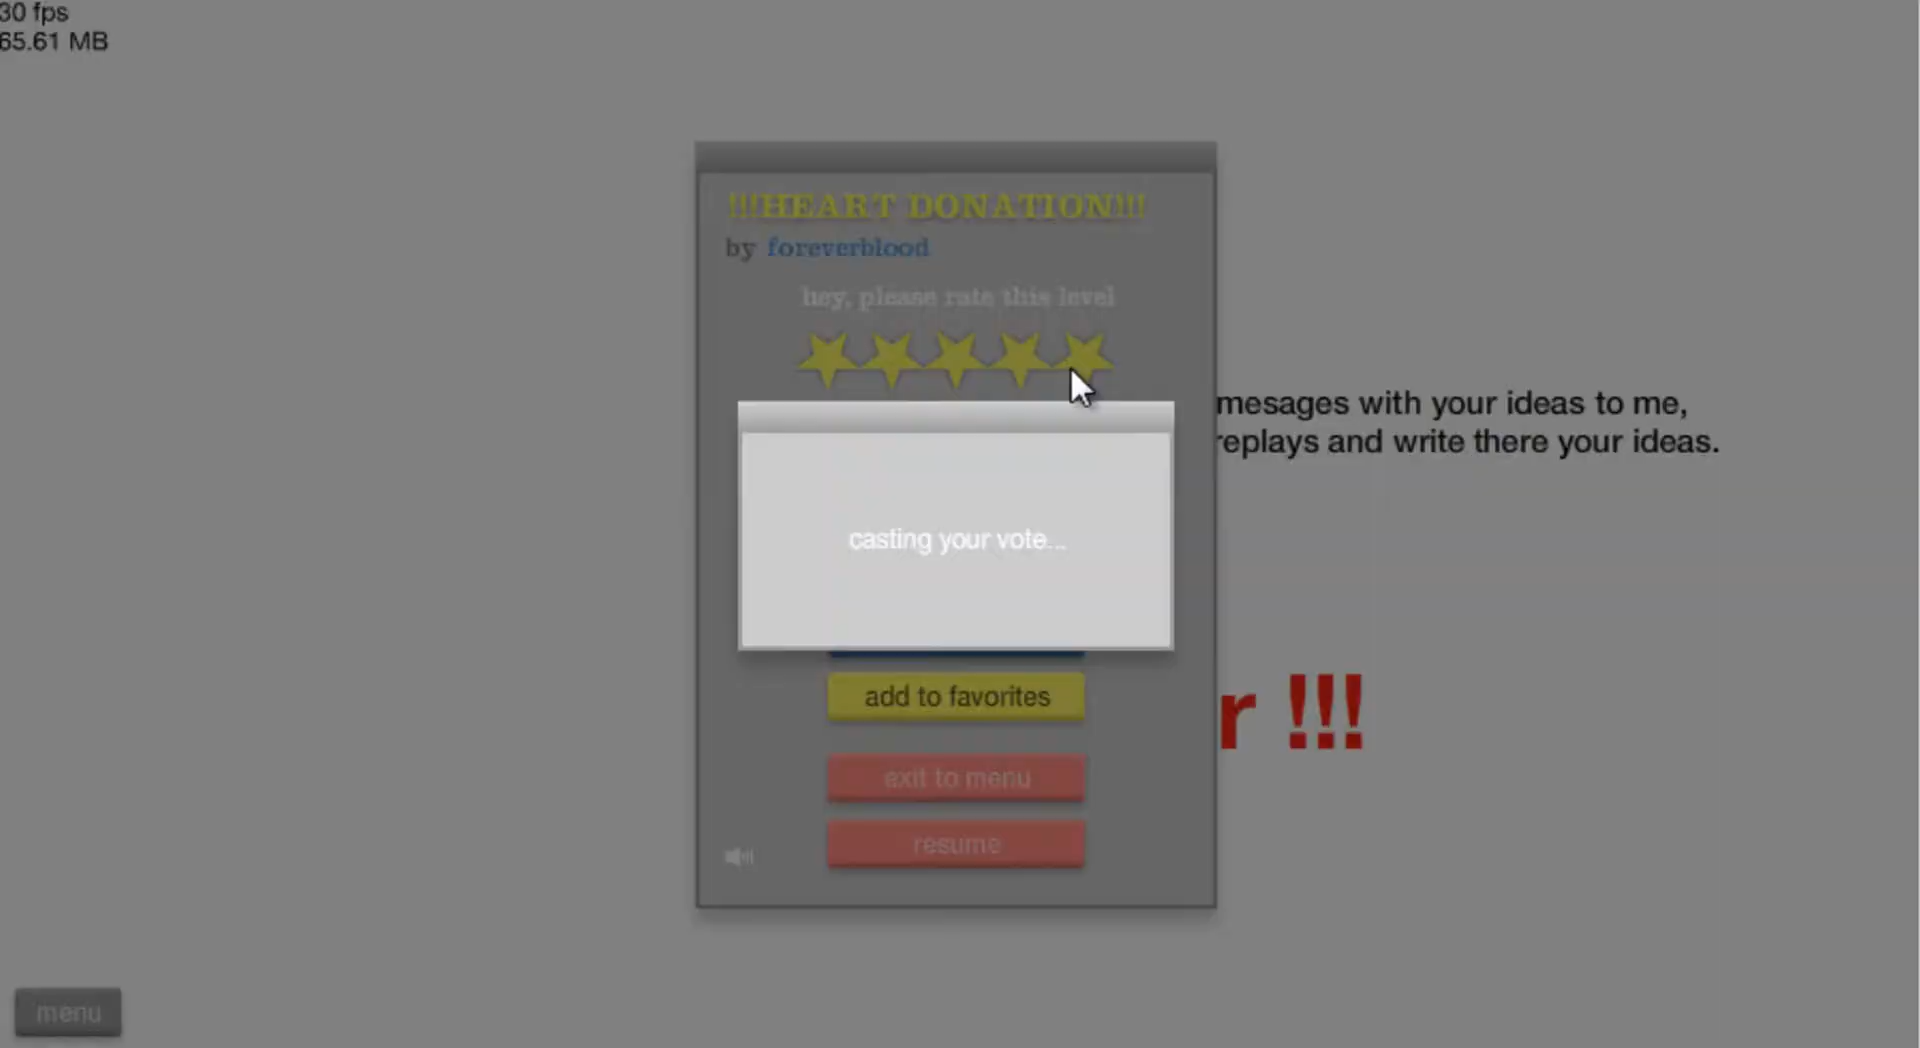 30 fps
65.61 MB
!!!HEART DONATION!!!
by foreverblood
hey, please rate this level
mesages with your ideas to me,
replays and write there your ideas.
casting your vote...
add to favorites
r !!!
exit to menu
resume
menu